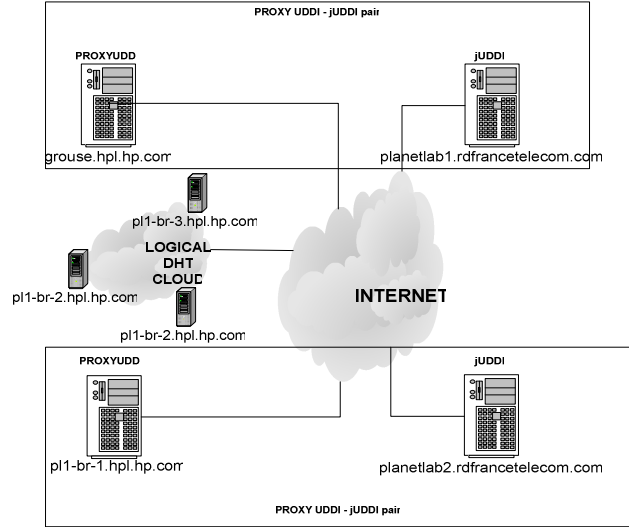 PROXY UDDI - jUDDI pair
PROXYUDD
jUDDI
grouse.hpl.hp.com
planetlab1.rdfrancetelecom.com
pl1-br-3.hpl.hp.com
LOGICAL
DHT
CLOUD
pl1-br-2.hpl.hp.com
INTERNET
pl1-br-2.hpl.hp.com
PROXYUDD
jUDDI
pl1-br-1.hpl.hp.com
planetlab2.rdfrancetelecom.com
PROXY UDDI - jUDDI pair